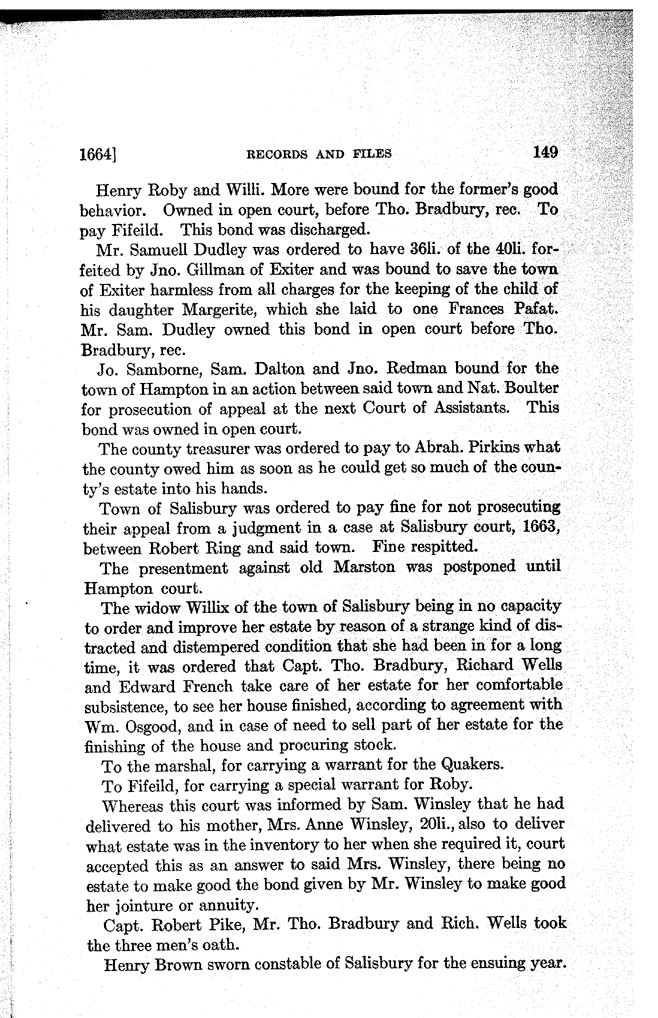 1664] RECORDS AND FILES 149
Henry Roby and Willi. More were bound for the former's good
behavior. Owned in open court, before Tho. Bradbury, rec. To
pay Fifeild. This bond was discharged.
Mr. Samuell Dudley was ordered to have 36li. of the 40li. for-
feited by Jno. Gillman of Exiter and was bound to save the town
of Exiter harmless from all charges for the keeping of the child of
his daughter Margerite, which she laid to one Frances Pafat.
Mr. Sam. Dudley owned this bond in open court before Tho.
Bradbury, rec.
Jo. Samborne, Sam. Dalton and Jno. Redman bound for the
town of Hampton in an action between said town and Nat. Boulter
for prosecution of appeal at the next Court of Assistants. This
bond was owned in open court.
The county treasurer was ordered to pay to Abrah. Pirkins what
the county owed him as soon as he could get so much of the coun-
ty's estate into his hands.
Town of Salisbury was ordered to pay fine for not prosecuting
their appeal from a judgment in a case at Salisbury court, 1663,
between Robert Ring and said town. Fine respitted.
The presentment against old Marston was postponed until
Hampton court.
The widow Willix of the town of Salisbury being in no capacity
to order and improve her estate by reason of a strange kind of dis-
tracted and distempered condition that she had been in for a long
time, it was ordered that Capt. Tho. Bradbury, Richard Wells
and Edward French take care of her estate for her comfortable
subsistence, to see her house finished, according to agreement with
Wm. Osgood, and in case of need to sell part of her estate for the
finishing of the house and procuring stock.
To the marshal, for carrying a warrant for the Quakers.
To Fifeild, for carrying a special warrant for Roby.
Whereas this court was informed by Sam. Winsley that he had
delivered to his mother, Mrs. Anne Winsley, 20li., also to deliver
what estate was in the inventory to her when she required it, court
accepted this as an answer to said Mrs. Winsley, there being no
estate to make good the bond given by Mr. Winsley to make good
her jointure or annuity.
Capt. Robert Pike, Mr. Tho. Bradbury and Rich. Wells took
the three men's oath.
Henry Brown sworn constable of Salisbury for the ensuing year.